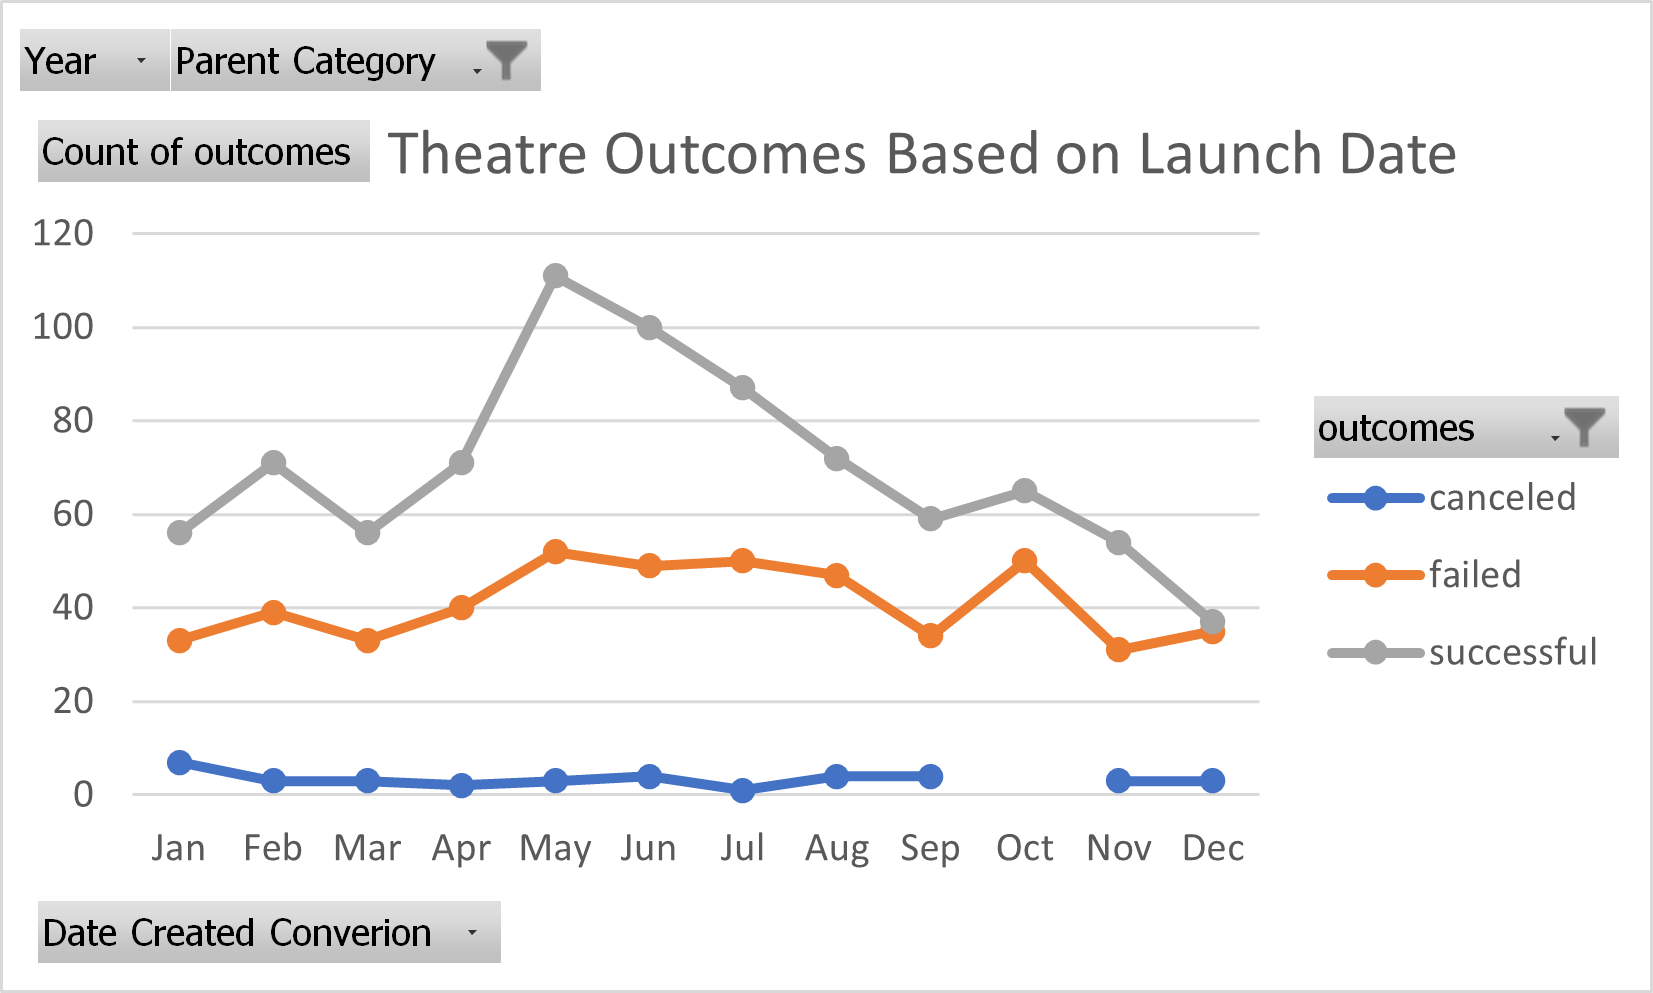 Year Parent Category
Count of outcomes
Theatre Outcomes Based on Launch Date
120
100
80
60
40
20
0
Jan Feb Mar Apr May Jun Jul Aug Sep Oct Nov Dec
outcomes
canceled
failed
successful
Date Created Converion